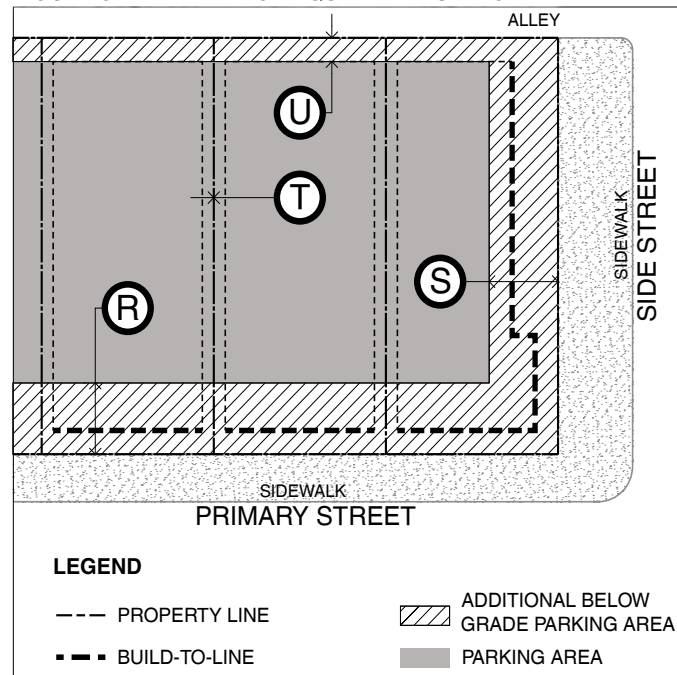 ALLEY
U
T
S
R
SIDEWALK
SIDE STREET
SIDEWALK
PRIMARY STREET
LEGEND
PROPERTY LINE
BUILD-TO-LINE
ADDITIONAL BELOW
GRADE PARKING AREA
PARKING AREA